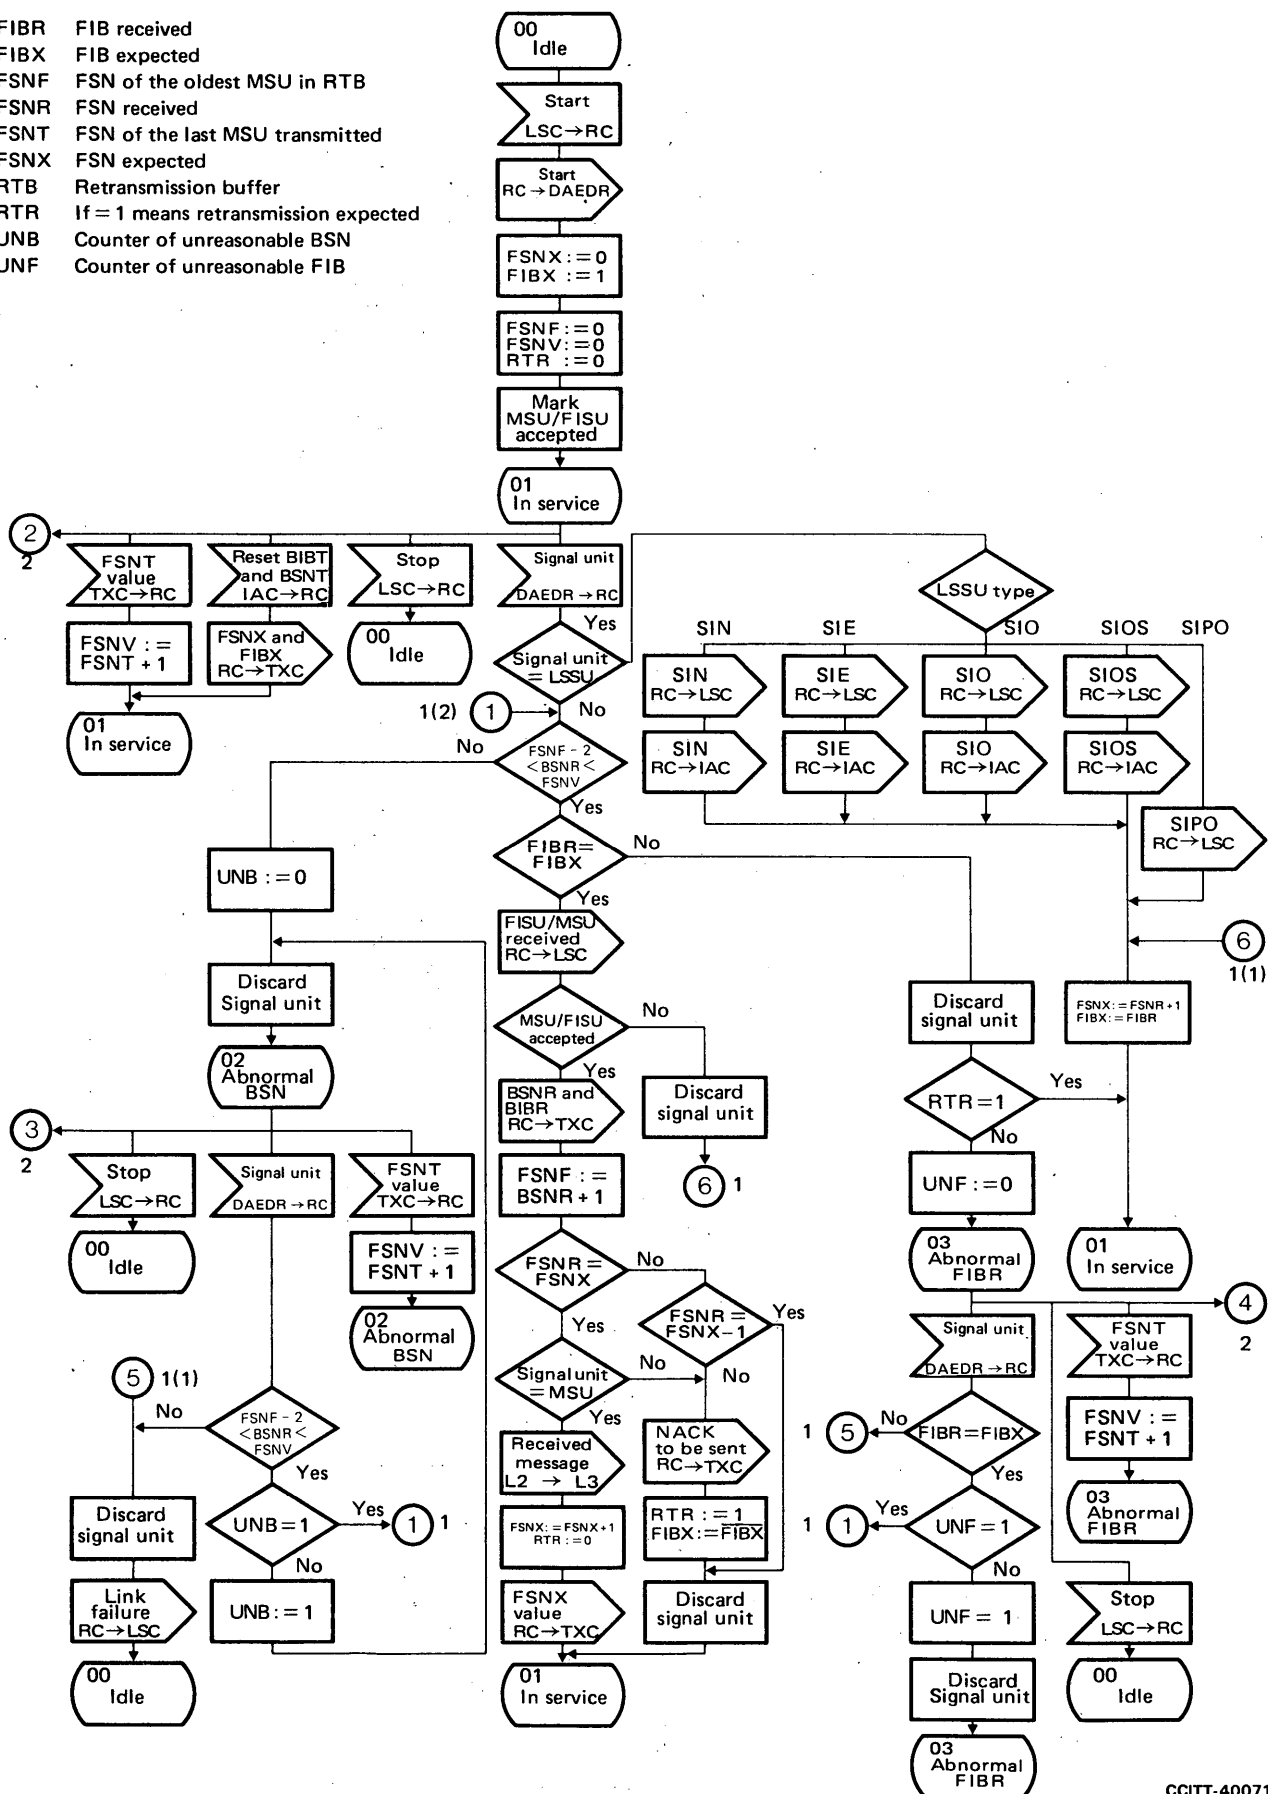 FIBR FIB received
FIBX FIB expected
FSNF FSN of the oldest MSU in RTB
FSNR FSN received
FSNT FSN of the last MSU transmitted
FSNX FSN expected
RTB Retransmission buffer
RTR If = 1 means retransmission expected
UNB Counter of unreasonable BSN
UNF Counter of unreasonable FIB
00
Idle
Start
LSC→RC
Start
RC→DAEDR
FSNX:=0
FIBX:=1
FSNF:=0
FSNV:=0
RTR :=0
Mark
MSU/FISU
accepted
01
In service
2
2
FSNT
value
TXC→RC
FSNV :=
FSNT + 1
01
In service
Reset BIBT
and BSNT
IAC→RC
FSNX and
FIBX
RC→TXC
Stop
LSC→RC
00
Idle
Signal unit
DAEDR→RC
Yes
Signal unit
= LSSU
No
1(2)
1
LSSU type
SIN
SIE
SIO
SIOS
SIPO
SIN
RC→LSC
SIE
RC→LSC
SIO
RC→LSC
SIOS
RC→LSC
SIN
RC→IAC
SIE
RC→IAC
SIO
RC→IAC
SIOS
RC→IAC
SIPO
RC→LSC
6
1(1)
FSNX:=FSNR+1
FIBX:=FIBR
FSNF - 2
<BSNR<
FSNV
No
Yes
UNB :=0
Discard
Signal unit
02
Abnormal
BSN
3
2
Stop
LSC→RC
00
Idle
Signal unit
DAEDR→RC
FSNT
value
TXC→RC
FSNV :=
FSNT + 1
02
Abnormal
BSN
5
1(1)
No
FSNF - 2
<BSNR<
FSNV
Yes
Discard
signal unit
Link
failure
RC→LSC
00
Idle
UNB=1
Yes
1
1
No
UNB:=1
FIBR=
FIBX
No
Yes
FISU/MSU
received
RC→LSC
MSU/FISU
accepted
No
Yes
Discard
signal unit
6
1
BSNR and
BIBR
RC→TXC
FSNF :=
BSNR+1
FSNR=
FSNX
No
Yes
FSNR=
FSNX-1
Yes
No
Signal unit
=MSU
No
Yes
Received
message
L2 → L3
FSNX:=FSNX+1
RTR :=0
FSNX
value
RC→TXC
01
In service
NACK
to be sent
RC→TXC
RTR :=1
FIBX:=F̅I̅B̅X̅
Discard
signal unit
Discard
signal unit
RTR=1
Yes
No
UNF:=0
03
Abnormal
FIBR
01
In service
4
2
Signal unit
DAEDR→RC
FSNT
value
TXC→RC
FSNV :=
FSNT + 1
03
Abnormal
FIBR
1
5
No
FIBR=FIBX
Yes
1
1
Yes
UNF=1
No
UNF= 1
Discard
Signal unit
03
Abnormal
FIBR
Stop
LSC→RC
00
Idle
CCITT-40071